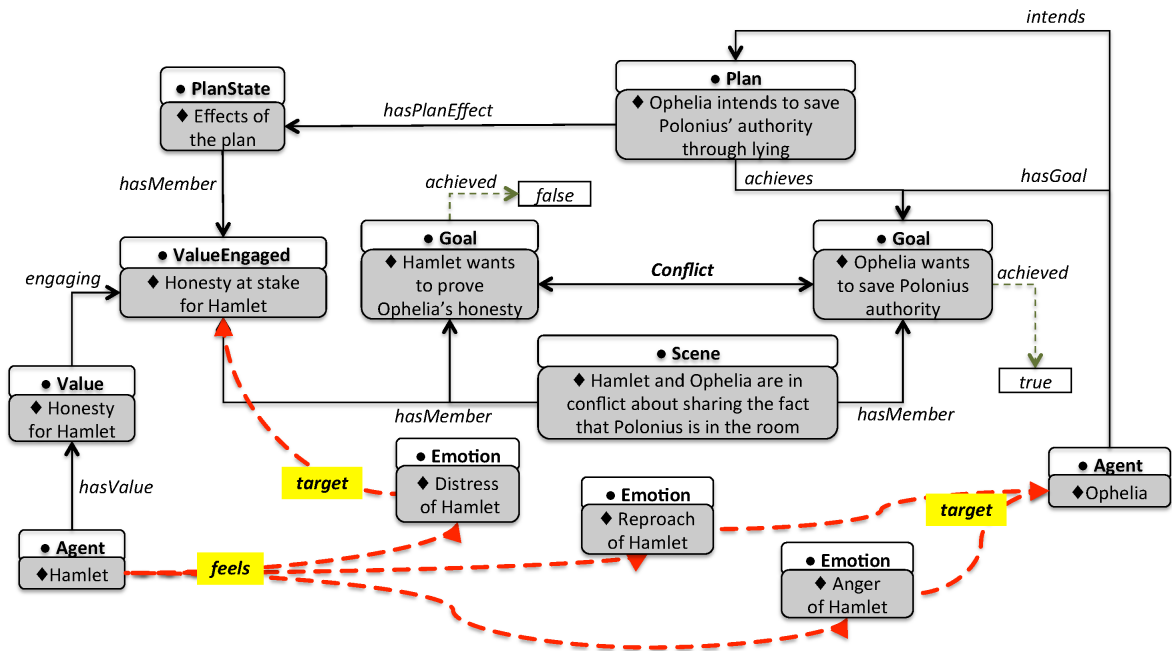 intends
● Plan
♦ Ophelia intends to save
Polonius’ authority
through lying
● PlanState
♦ Effects of
the plan
hasPlanEffect
hasMember
achieved
false
achieves
hasGoal
● ValueEngaged
♦ Honesty at stake
for Hamlet
engaging
● Goal
♦ Hamlet wants
to prove
Ophelia’s honesty
Conflict
● Goal
♦ Ophelia wants
to save Polonius
authority
achieved
true
● Scene
♦ Hamlet and Ophelia are in
conflict about sharing the fact
that Polonius is in the room
hasMember
hasMember
● Value
♦ Honesty
for Hamlet
hasValue
● Agent
♦Hamlet
feels
target
● Emotion
♦ Distress
of Hamlet
● Emotion
♦ Reproach
of Hamlet
● Emotion
♦ Anger
of Hamlet
target
● Agent
♦Ophelia